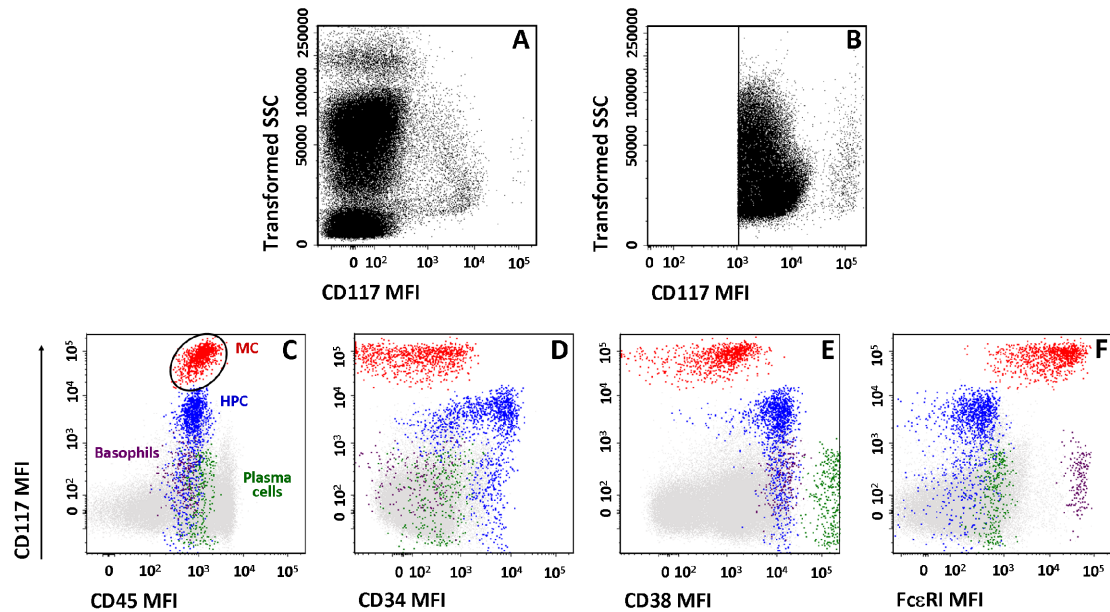 A
Transformed SSC
250000
100000
50000
0
0 10² 10³ 10⁴ 10⁵
CD117 MFI
B
Transformed SSC
250000
100000
50000
0
0 10² 10³ 10⁴ 10⁵
CD117 MFI
C
MC
HPC
Basophils
Plasma
cells
CD117 MFI
10⁵
10⁴
10³
10²
0
0 10² 10³ 10⁴ 10⁵
CD45 MFI
D
10⁵
10⁴
10³
10²
0
0 10² 10³ 10⁴ 10⁵
CD34 MFI
E
10⁵
10⁴
10³
10²
0
0 10² 10³ 10⁴ 10⁵
CD38 MFI
F
10⁵
10⁴
10³
10²
0
0 10² 10³ 10⁴ 10⁵
FcεRI MFI